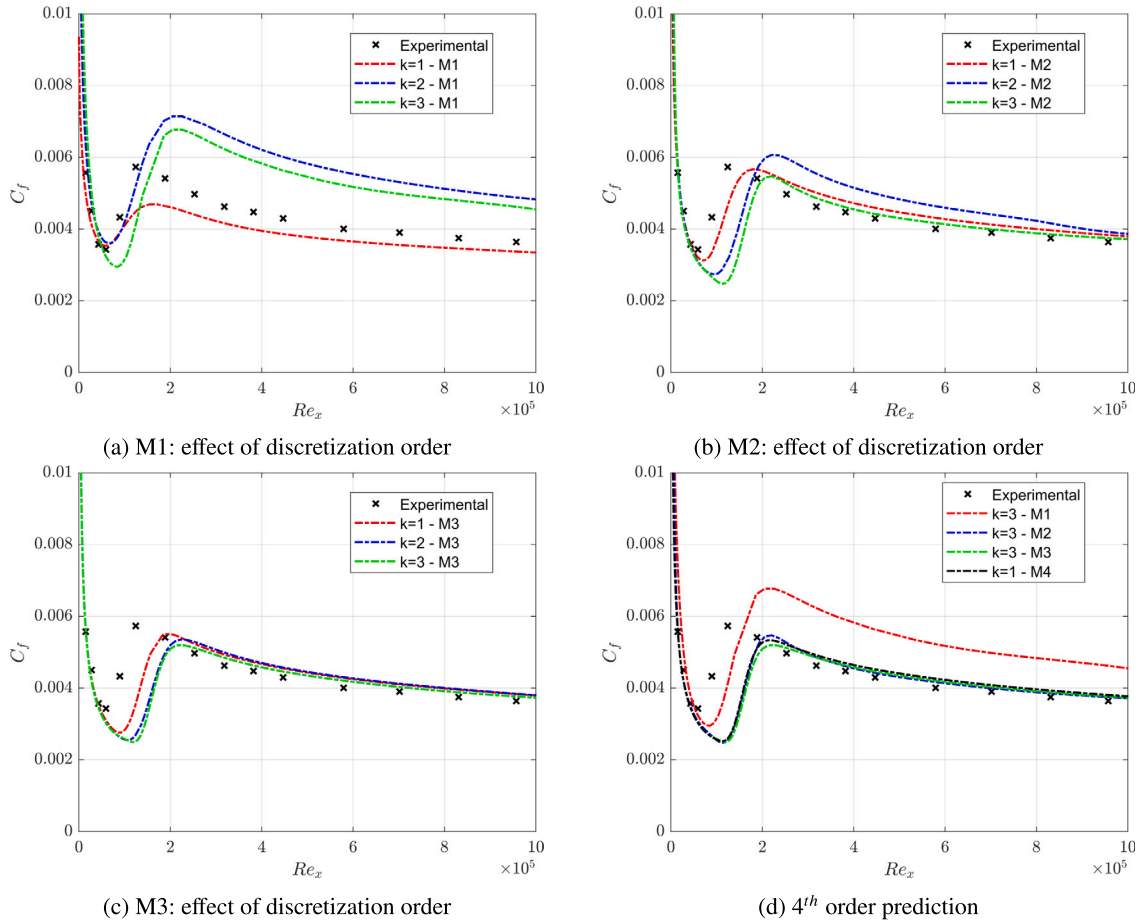 0.01
0.008
0.006
0.004
0.002
0
C_f
Experimental
k=1 - M1
k=2 - M1
k=3 - M1
0 2 4 6 8 10
Re_x
×10^5
(a) M1: effect of discretization order
0.01
0.008
0.006
0.004
0.002
0
C_f
Experimental
k=1 - M2
k=2 - M2
k=3 - M2
0 2 4 6 8 10
Re_x
×10^5
(b) M2: effect of discretization order
0.01
0.008
0.006
0.004
0.002
0
C_f
Experimental
k=1 - M3
k=2 - M3
k=3 - M3
0 2 4 6 8 10
Re_x
×10^5
(c) M3: effect of discretization order
0.01
0.008
0.006
0.004
0.002
0
C_f
Experimental
k=3 - M1
k=3 - M2
k=3 - M3
k=1 - M4
0 2 4 6 8 10
Re_x
×10^5
(d) 4^th order prediction